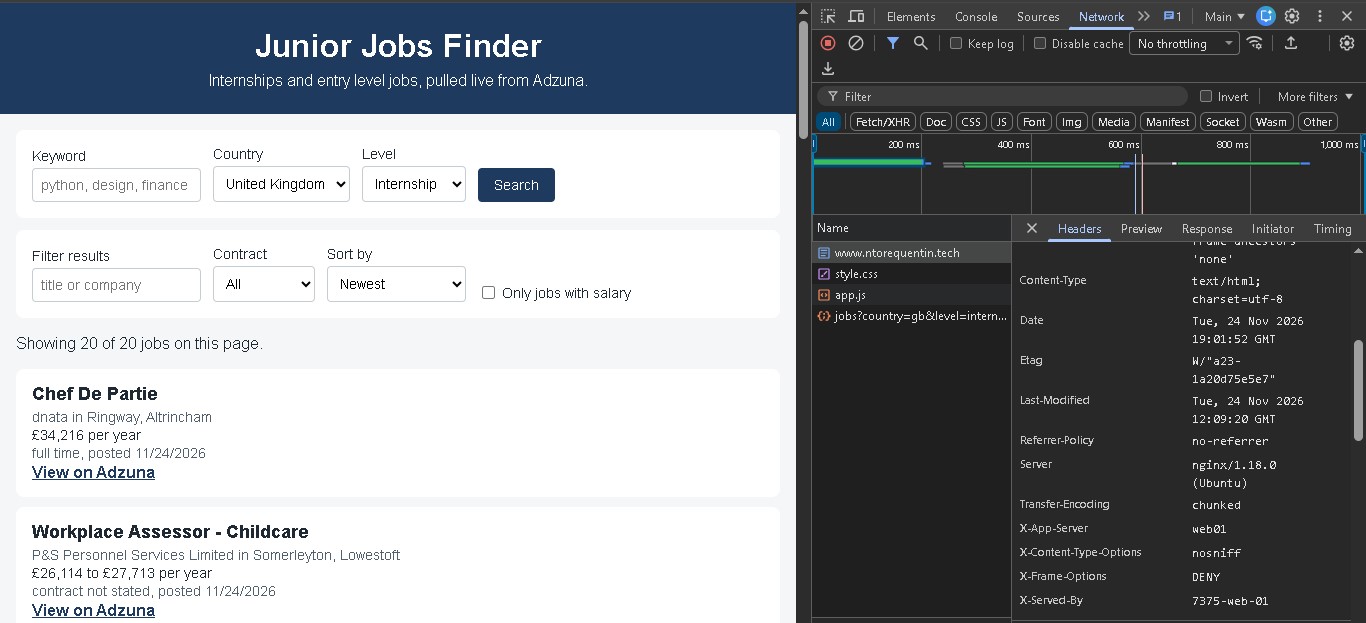 Junior Jobs Finder
Internships and entry level jobs, pulled live from Adzuna.
Keyword
Country
Level
python, design, finance
United Kingdom
Internship
Search
Filter results
Contract
Sort by
title or company
All
Newest
Only jobs with salary
Showing 20 of 20 jobs on this page.
Chef De Partie
dnata in Ringway, Altrincham
£34,216 per year
full time, posted 11/24/2026
View on Adzuna
Workplace Assessor - Childcare
P&S Personnel Services Limited in Somerleyton, Lowestoft
£26,114 to £27,713 per year
contract not stated, posted 11/24/2026
View on Adzuna
Elements Console Sources Network 1 Main
Keep log Disable cache No throttling
Filter Invert More filters
All Fetch/XHR Doc CSS JS Font Img Media Manifest Socket Wasm Other
200 ms 400 ms 600 ms 800 ms 1,000 ms
Name
www.ntorequentin.tech
style.css
app.js
jobs?country=gb&level=intern...
Headers Preview Response Initiator Timing
frame-ancestors
'none'
Content-Type text/html;
charset=utf-8
Date Tue, 24 Nov 2026
19:01:52 GMT
Etag W/"a23-
1a20d75e5e7"
Last-Modified Tue, 24 Nov 2026
12:09:20 GMT
Referrer-Policy no-referrer
Server nginx/1.18.0
(Ubuntu)
Transfer-Encoding chunked
X-App-Server web01
X-Content-Type-Options nosniff
X-Frame-Options DENY
X-Served-By 7375-web-01